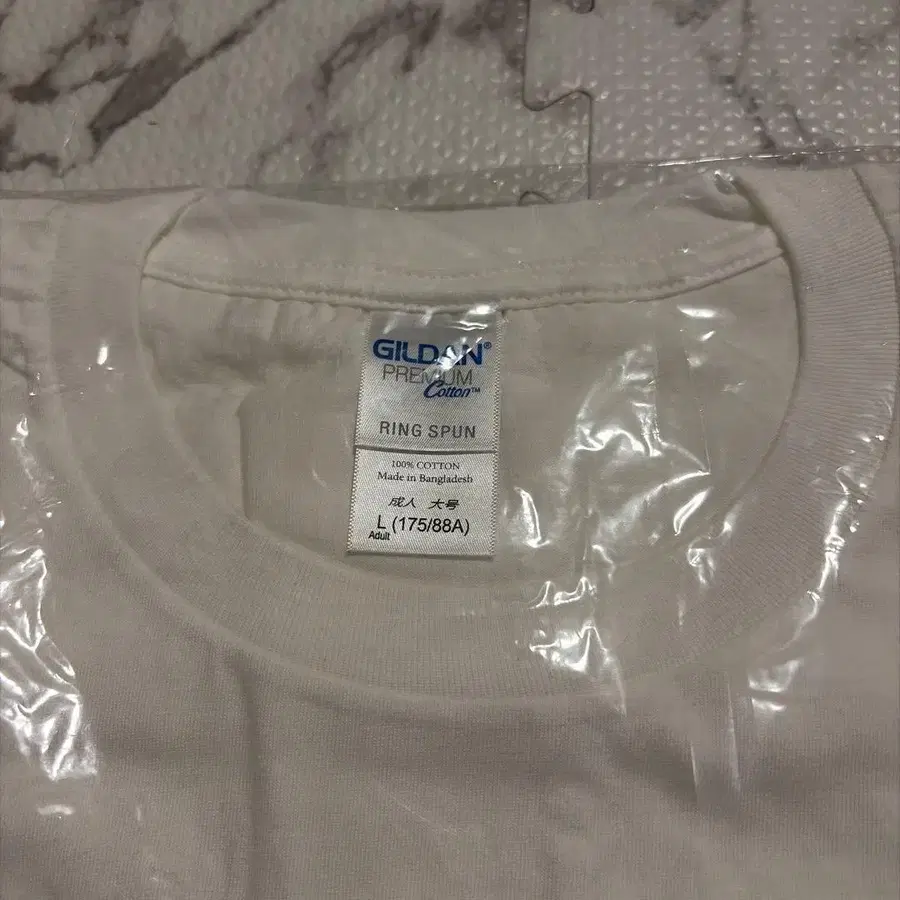 GILDAN®
PREMIUM
Cotton™
RING SPUN
100% COTTON
Made in Bangladesh
成人 大号
L (175/88A)
Adult